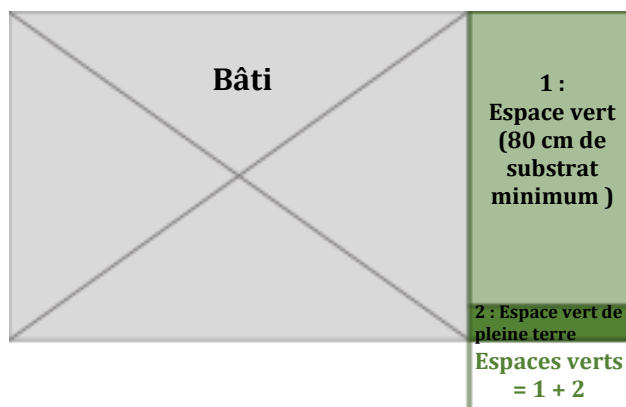 Bâti
1 :
Espace vert
(80 cm de
substrat
minimum )
2 : Espace vert de
pleine terre
Espaces verts
= 1 + 2